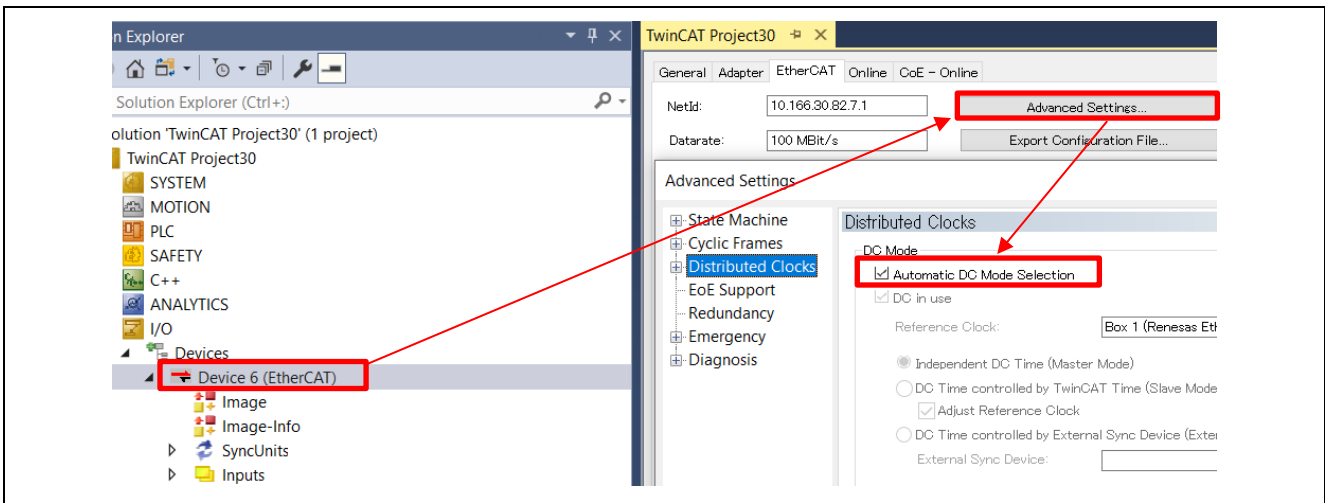 n Explorer
Solution Explorer (Ctrl+:)
olution 'TwinCAT Project30' (1 project)
TwinCAT Project30
SYSTEM
MOTION
PLC
SAFETY
C++
ANALYTICS
I/O
Devices
Device 6 (EtherCAT)
Image
Image-Info
SyncUnits
Inputs
TwinCAT Project30
General Adapter EtherCAT Online CoE - Online
NetId: 10.166.30.82.7.1 Advanced Settings...
Datarate: 100 MBit/s Export Configuration File...
Advanced Settings
State Machine
Cyclic Frames
Distributed Clocks
EoE Support
Redundancy
Emergency
Diagnosis
Distributed Clocks
DC Mode
Automatic DC Mode Selection
DC in use
Reference Clock: Box 1 (Renesas Eth
Independent DC Time (Master Mode)
DC Time controlled by TwinCAT Time (Slave Mode
Adjust Reference Clock
DC Time controlled by External Sync Device (Exter
External Sync Device: